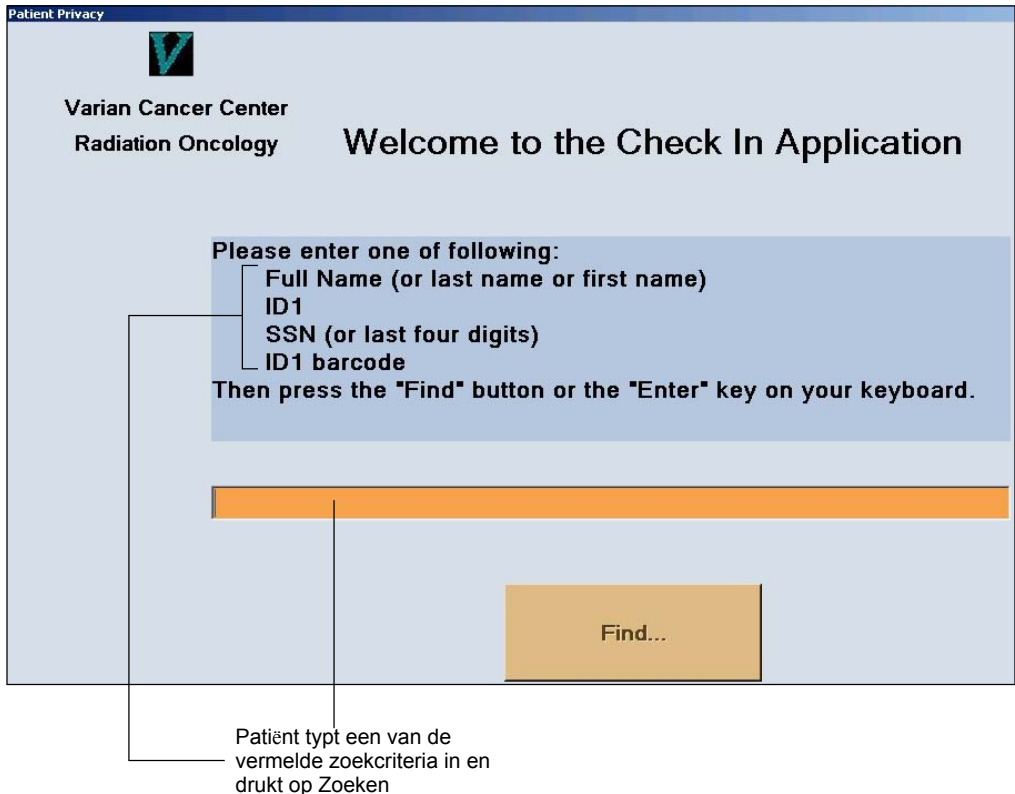 Patient Privacy
V
Varian Cancer Center
Radiation Oncology
Welcome to the Check In Application
Please enter one of following:
Full Name (or last name or first name)
ID1
SSN (or last four digits)
ID1 barcode
Then press the "Find" button or the "Enter" key on your keyboard.
Find...
Patiënt typt een van de
vermelde zoekcriteria in en
drukt op Zoeken